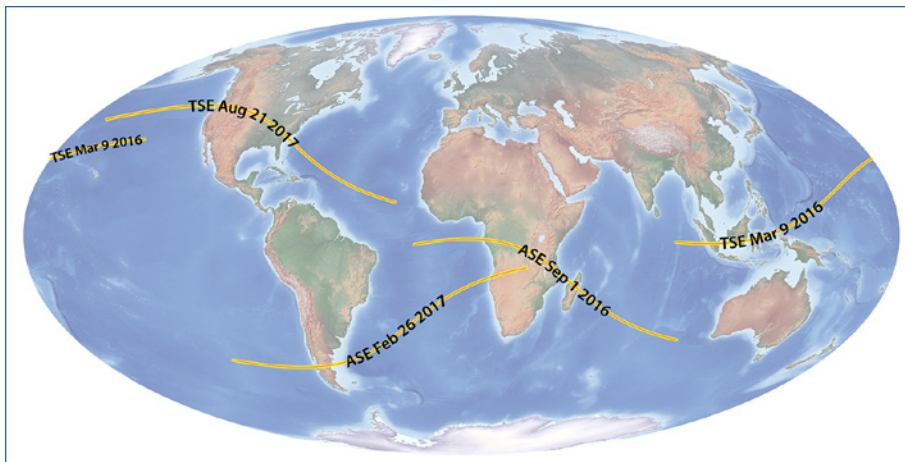 TSE Aug 21 2017
TSE Mar 9 2016
TSE Mar 9 2016
ASE Sep 1 2016
ASE Feb 26 2017